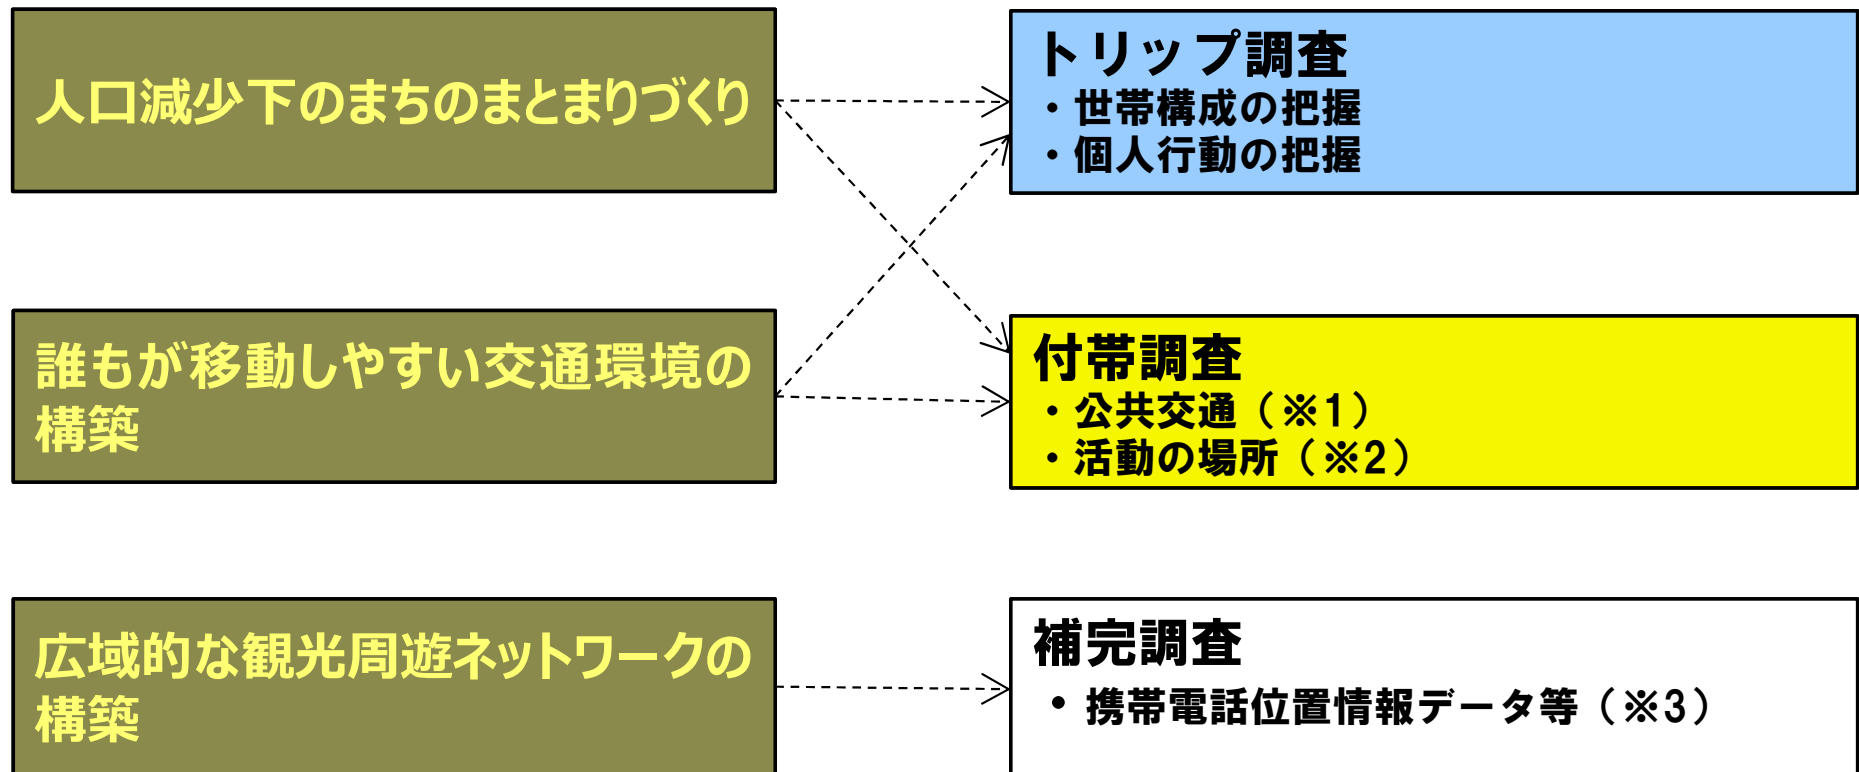 人口減少下のまちのまとまりづくり
トリップ調査
・世帯構成の把握
・個人行動の把握
誰もが移動しやすい交通環境の
構築
付帯調査
・公共交通（※1）
・活動の場所（※2）
広域的な観光周遊ネットワークの
構築
補完調査
・携帯電話位置情報データ等（※3）